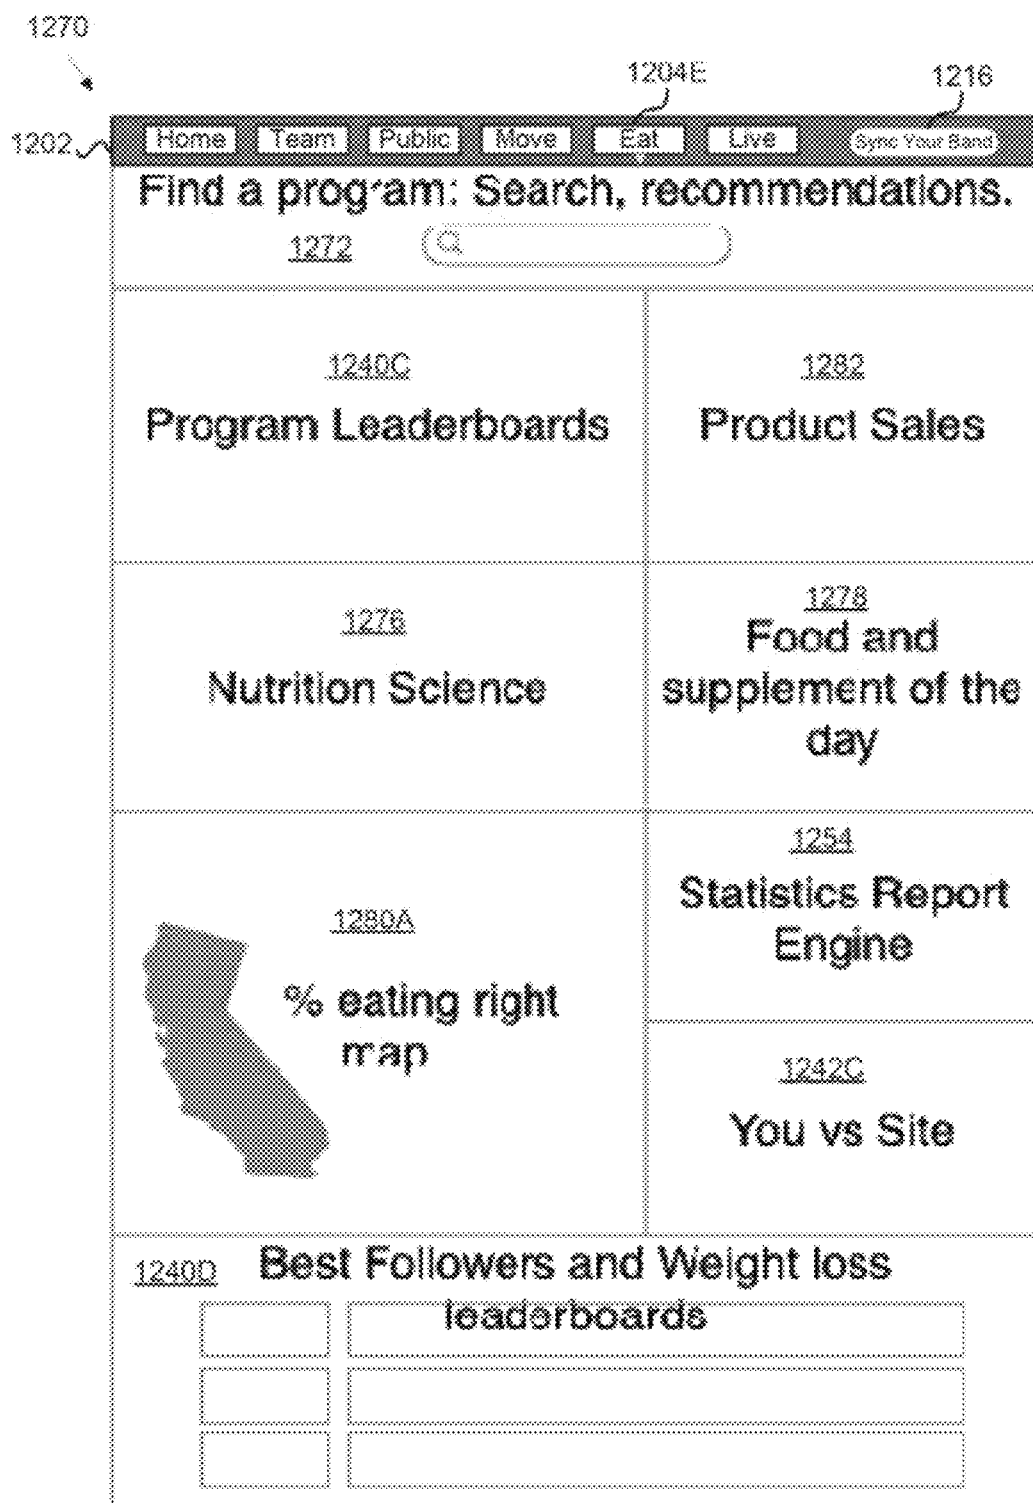 1270
1204E 1216
1202
Home Team Public Move Eat Live Sync Your Band
Find a program: Search, recommendations.
1272
1240C
Program Leaderboards
1282
Product Sales
1276
Nutrition Science
1278
Food and
supplement of the
day
1280A
% eating right
map
1254
Statistics Report
Engine
1242C
You vs Site
1240D
Best Followers and Weight loss
leaderboards